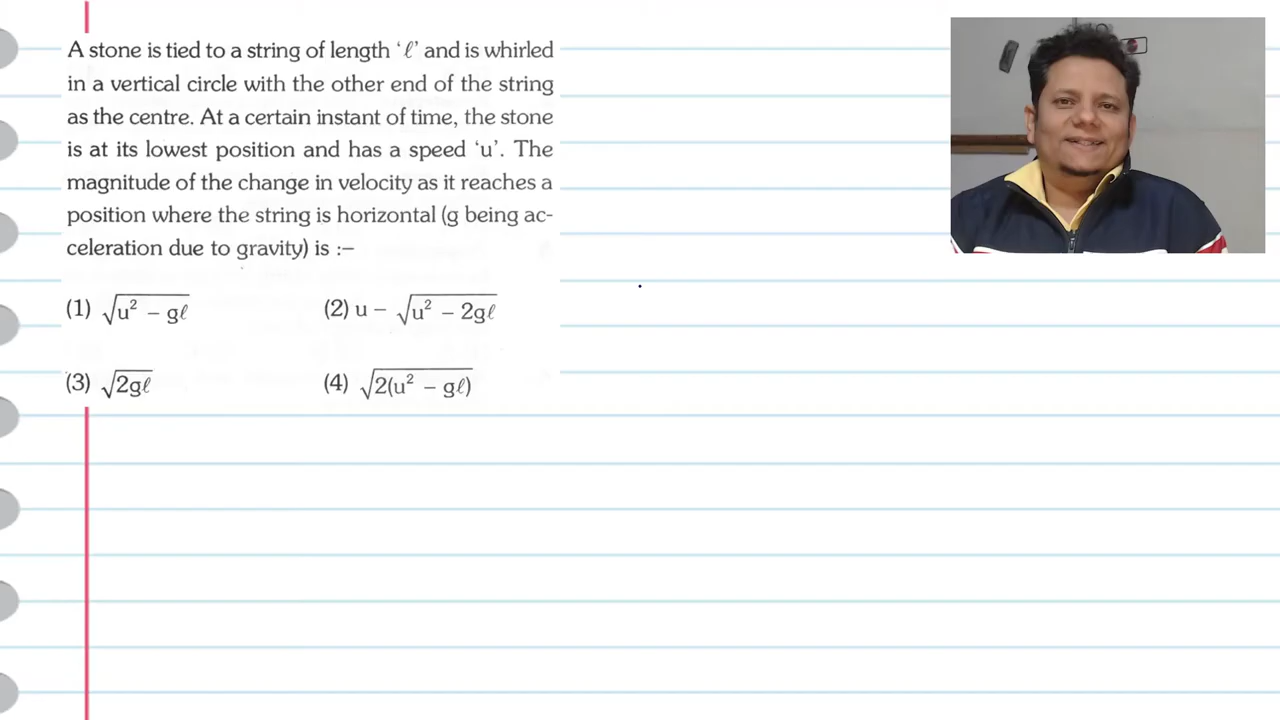 A stone is tied to a string of length ‘ℓ’ and is whirled
in a vertical circle with the other end of the string
as the centre. At a certain instant of time, the stone
is at its lowest position and has a speed ‘u’. The
magnitude of the change in velocity as it reaches a
position where the string is horizontal (g being ac-
celeration due to gravity) is :–
(1) √(u² − gℓ) (2) u − √(u² − 2gℓ)
(3) √(2gℓ) (4) √(2(u² − gℓ))